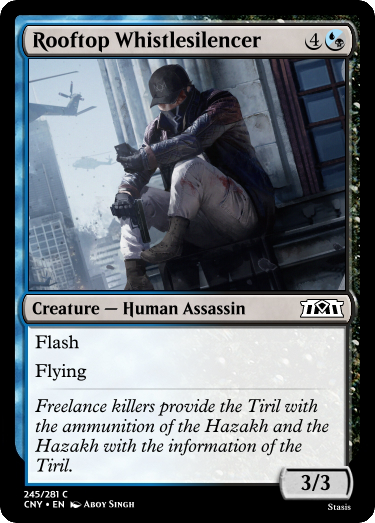 Rooftop Whistlesilencer 4
Creature — Human Assassin
Flash
Flying
Freelance killers provide the Tiril with
the ammunition of the Hazakh and the
Hazakh with the information of the
Tiril.
3/3
245/281 C
CNY • EN Aboy Singh
Stasis